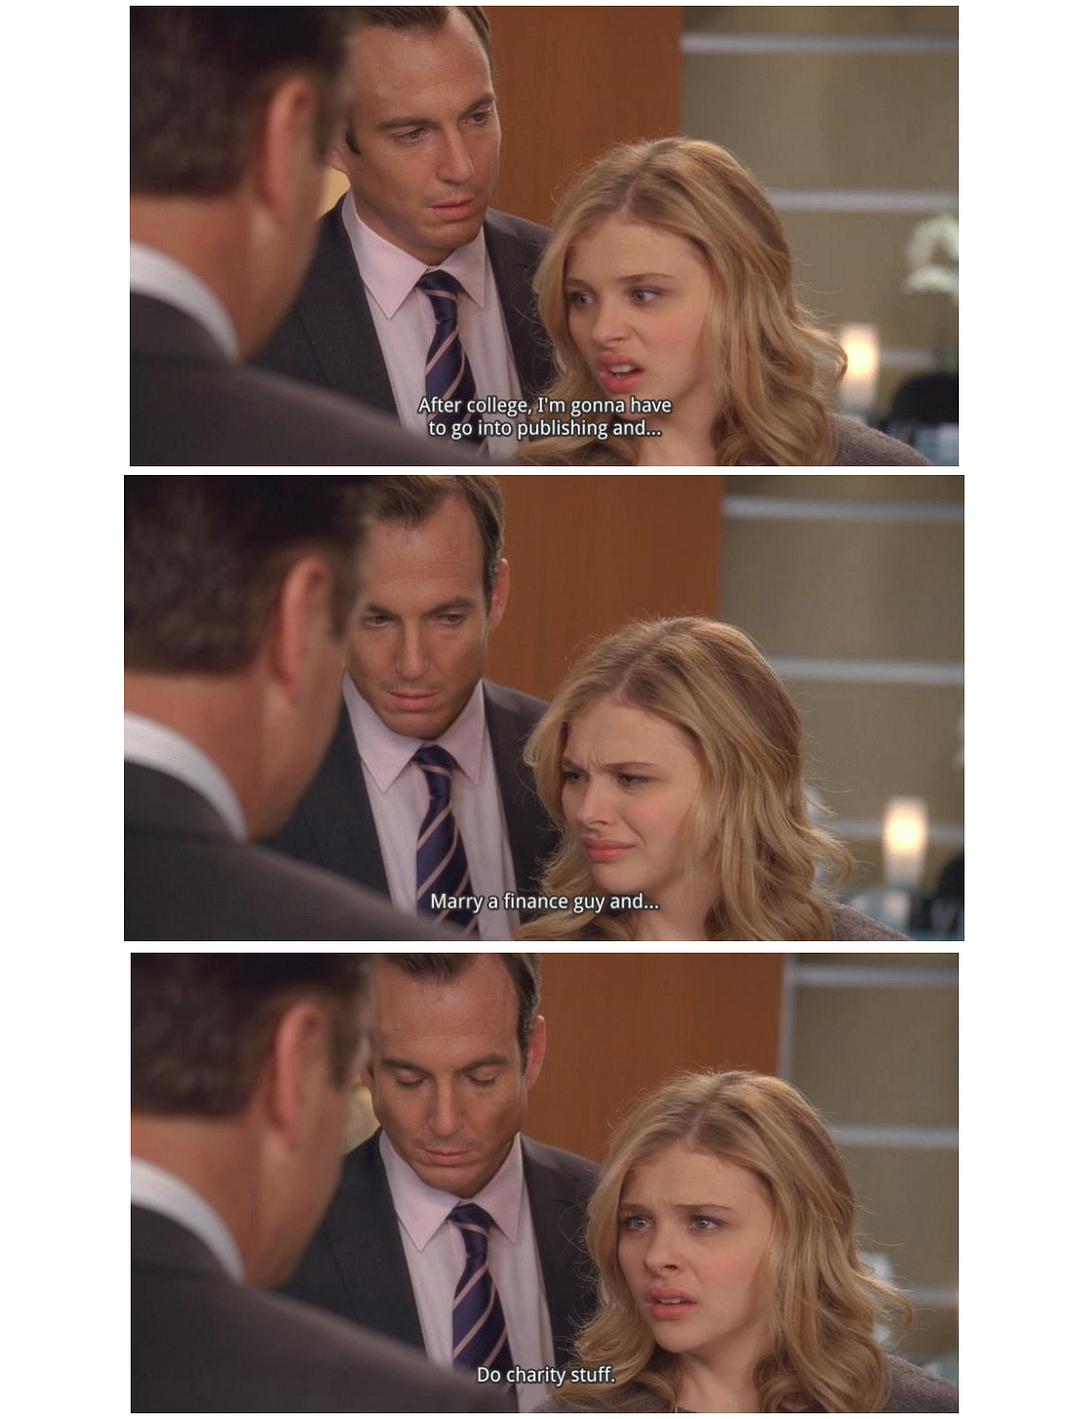 After college, I'm gonna have
to go into publishing and...
Marry a finance guy and...
Do charity stuff.